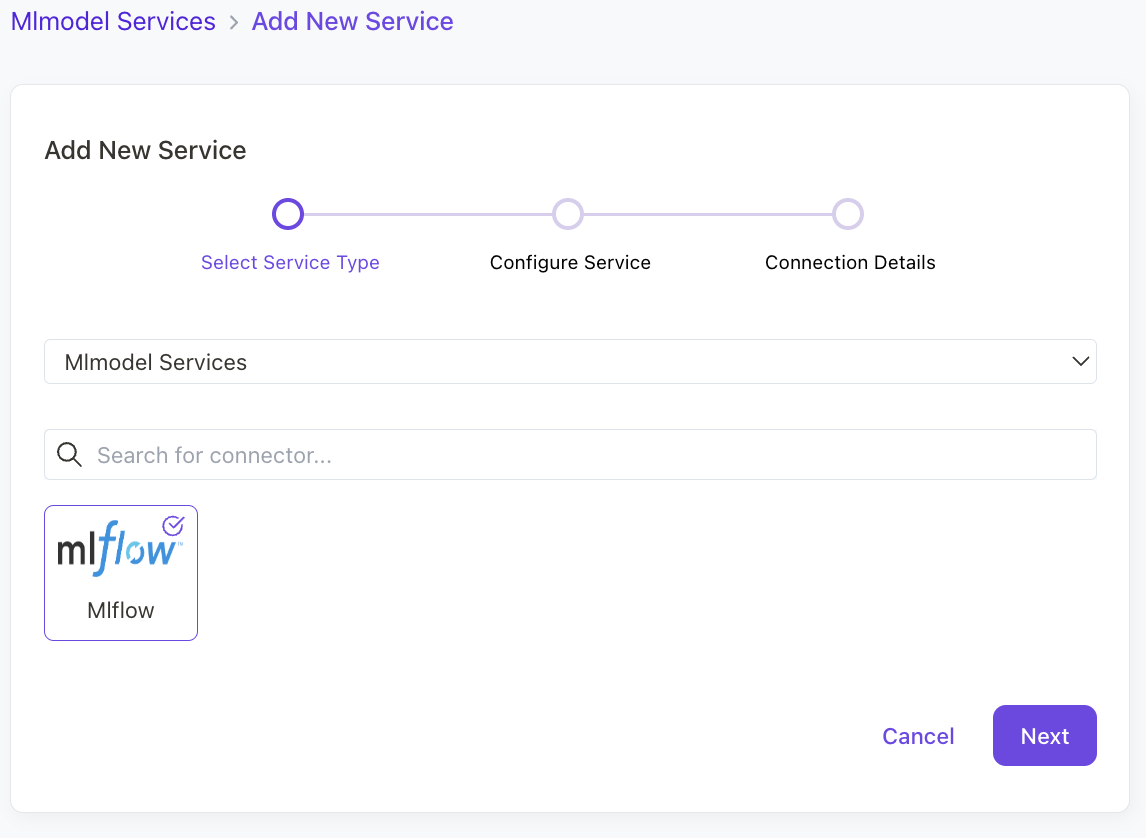 Mlmodel Services > Add New Service
Add New Service
Select Service Type Configure Service Connection Details
Mlmodel Services
Search for connector...
mlflow™
Mlflow
Cancel Next